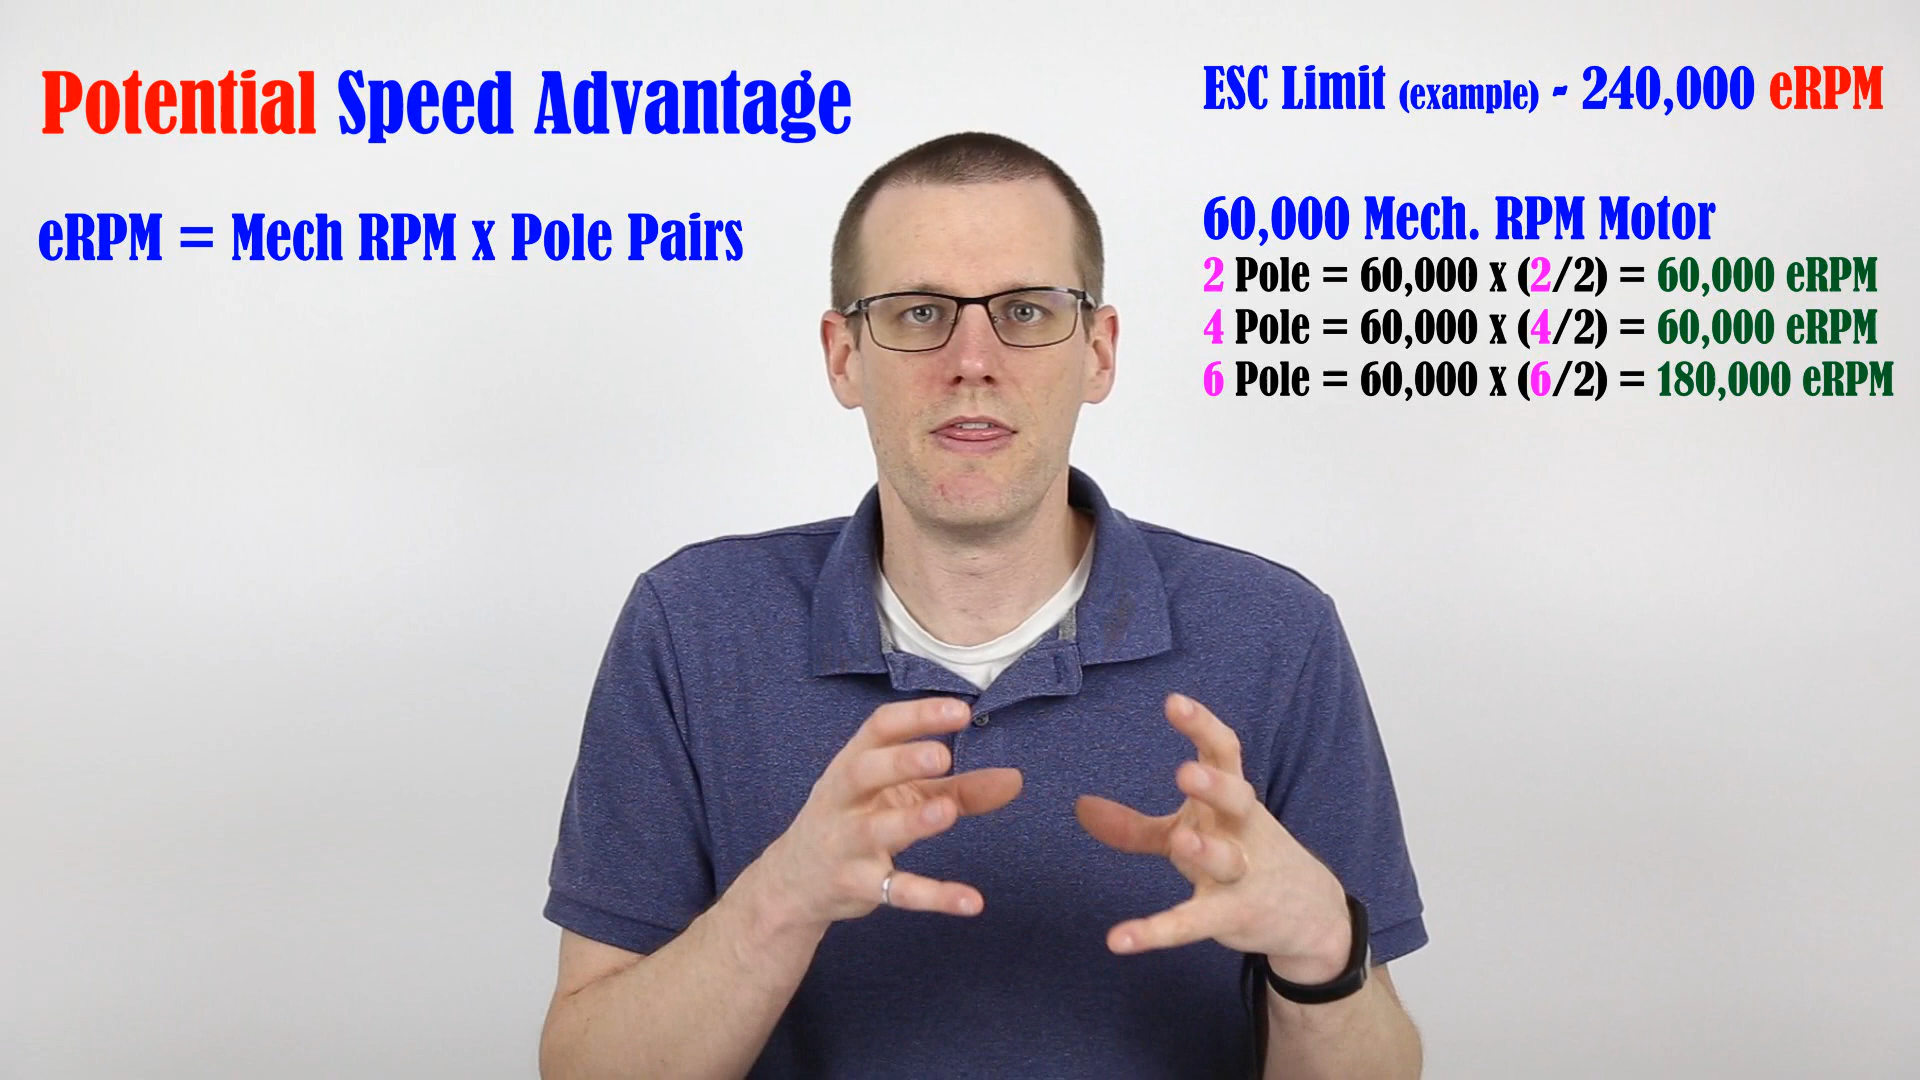 Potential Speed Advantage
eRPM = Mech RPM x Pole Pairs
ESC Limit (example) - 240,000 eRPM
60,000 Mech. RPM Motor
2 Pole = 60,000 x (2/2) = 60,000 eRPM
4 Pole = 60,000 x (4/2) = 60,000 eRPM
6 Pole = 60,000 x (6/2) = 180,000 eRPM